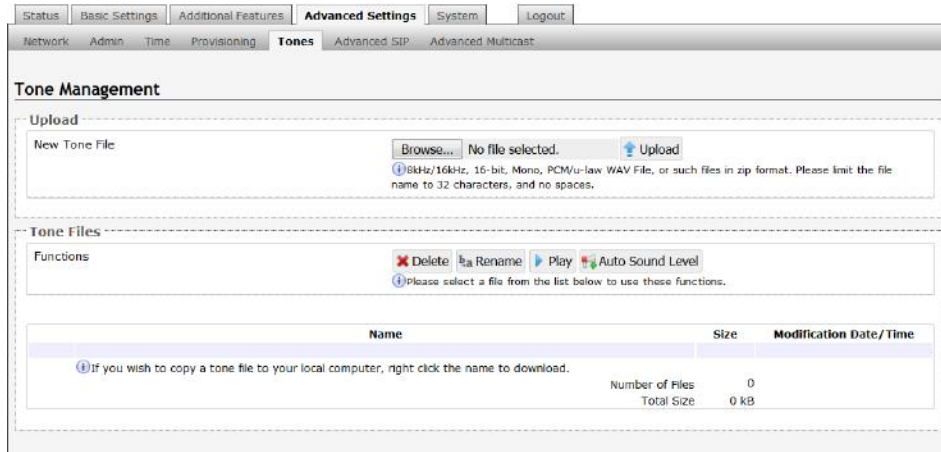 Status Basic Settings Additional Features Advanced Settings System Logout
Network Admin Time Provisioning Tones Advanced SIP Advanced Multicast
Tone Management
Upload
New Tone File
Browse... No file selected. Upload
8kHz/16kHz, 16-bit, Mono, PCM/u-law WAV File, or such files in zip format. Please limit the file
name to 32 characters, and no spaces.
Tone Files
Functions
Delete Rename Play Auto Sound Level
Please select a file from the list below to use these functions.
Name Size Modification Date/Time
If you wish to copy a tone file to your local computer, right click the name to download.
Number of Files 0
Total Size 0 kB